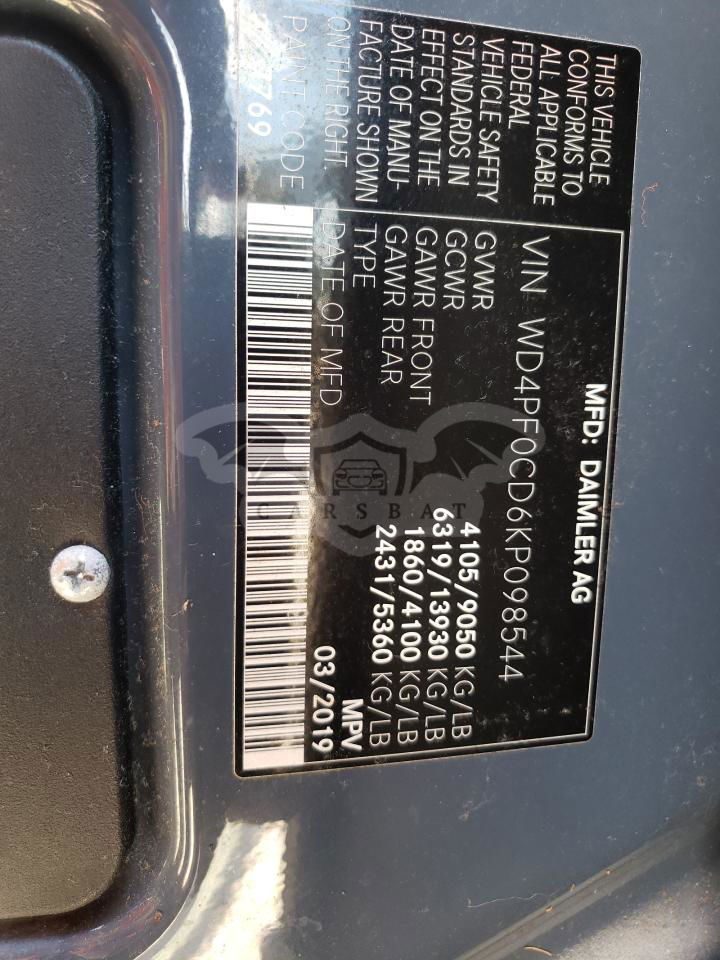 MFD: DAIMLER AG
VIN WD4PF0CD6KP098544
THIS VEHICLE
CONFORMS TO
ALL APPLICABLE
FEDERAL
VEHICLE SAFETY
STANDARDS IN
EFFECT ON THE
DATE OF MANU-
FACTURE SHOWN
ON THE RIGHT.
GVWR 4105/9050 KG/LB
GCWR 6319/13930 KG/LB
GAWR FRONT 1860/4100 KG/LB
GAWR REAR 2431/5360 KG/LB
TYPE MPV
DATE OF MFD 03/2019
PAINT CODE
CARSBAT